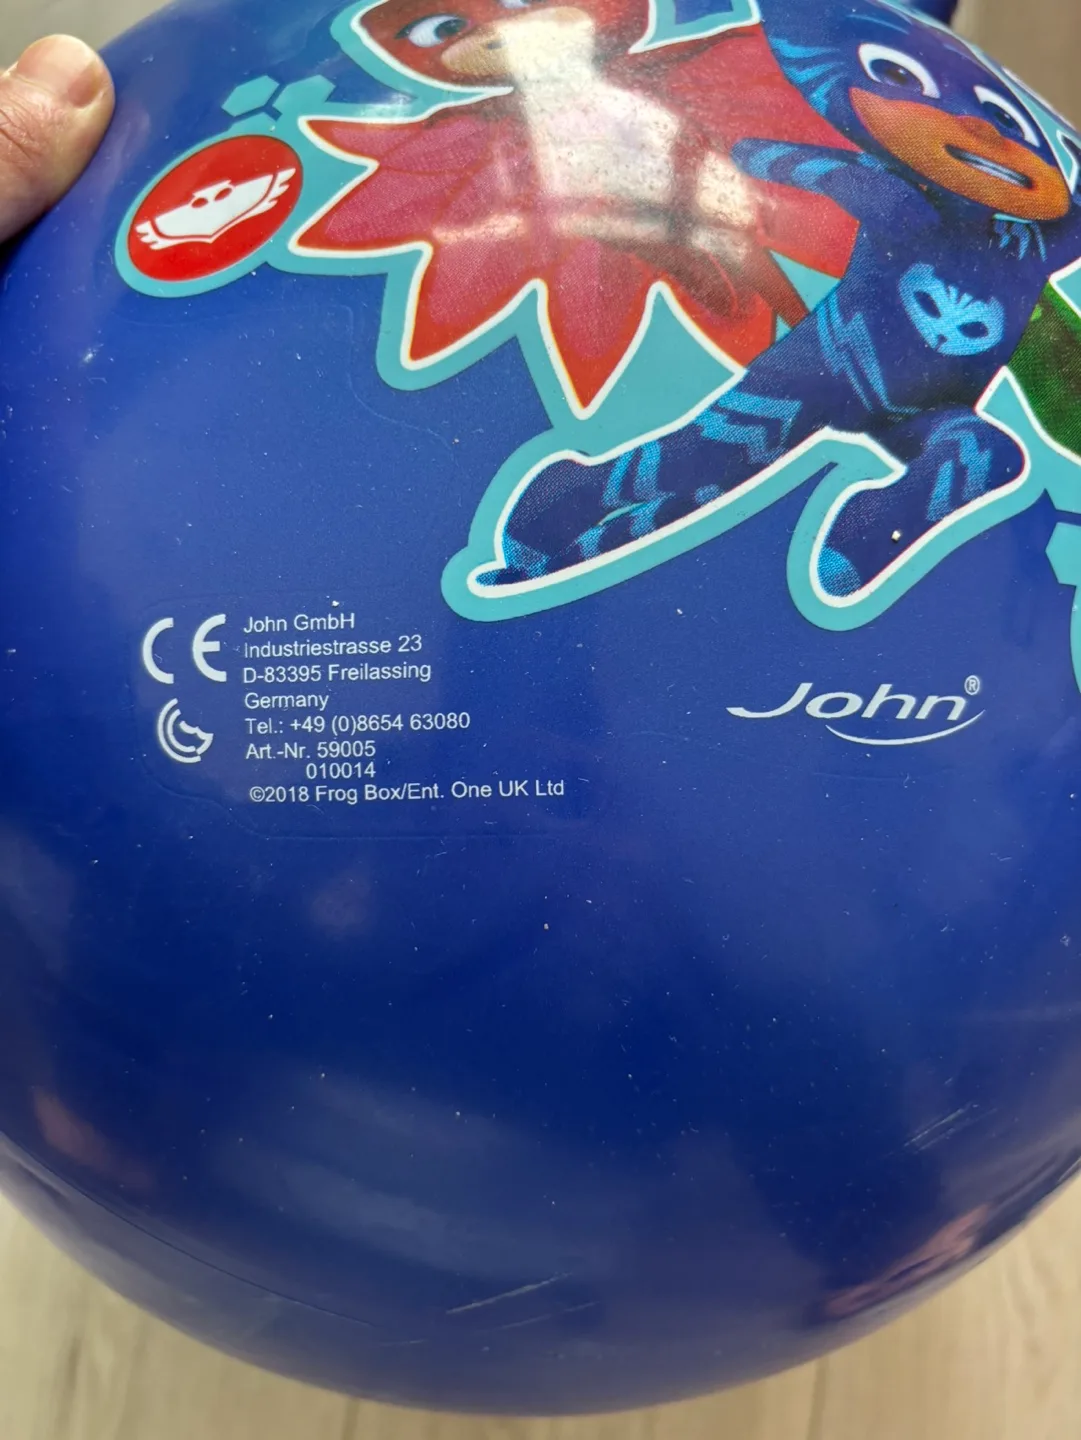 CE
John GmbH
Industriestrasse 23
D-83395 Freilassing
Germany
Tel.: +49 (0)8654 63080
Art.-Nr. 59005
010014
©2018 Frog Box/Ent. One UK Ltd
John®